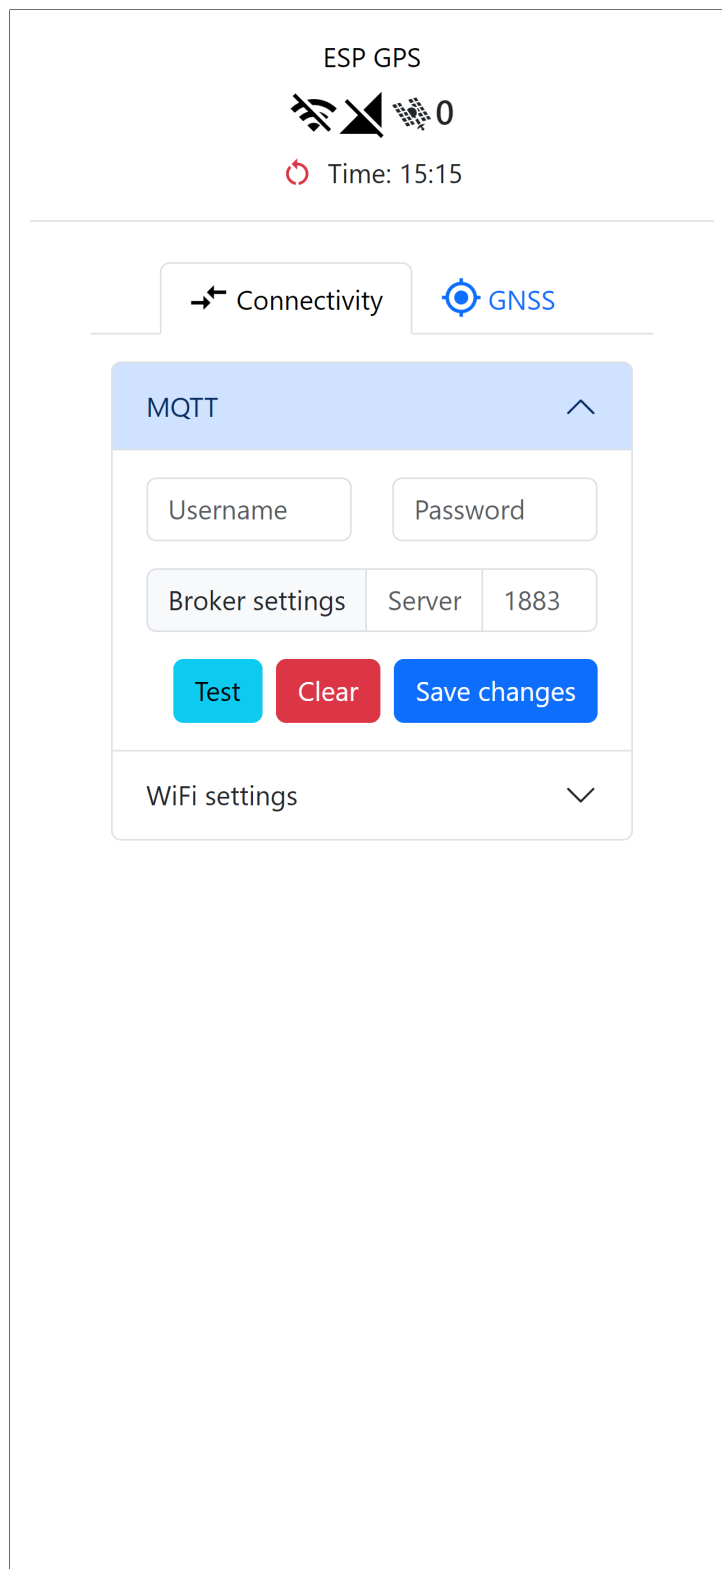 ESP GPS
0
Time: 15:15
Connectivity GNSS
MQTT
Username Password
Broker settings Server 1883
Test Clear Save changes
WiFi settings